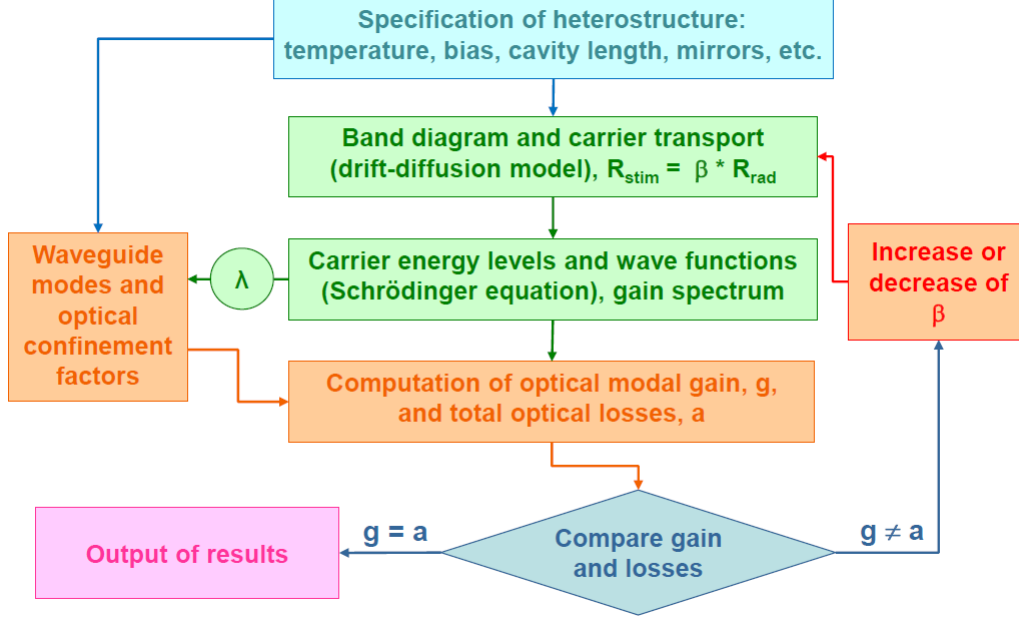 Specification of heterostructure:
temperature, bias, cavity length, mirrors, etc.
Band diagram and carrier transport
(drift-diffusion model), R_stim = β * R_rad
Carrier energy levels and wave functions
(Schrödinger equation), gain spectrum
λ
Waveguide
modes and
optical
confinement
factors
Increase or
decrease of
β
Computation of optical modal gain, g,
and total optical losses, a
Compare gain
and losses
g = a
g ≠ a
Output of results